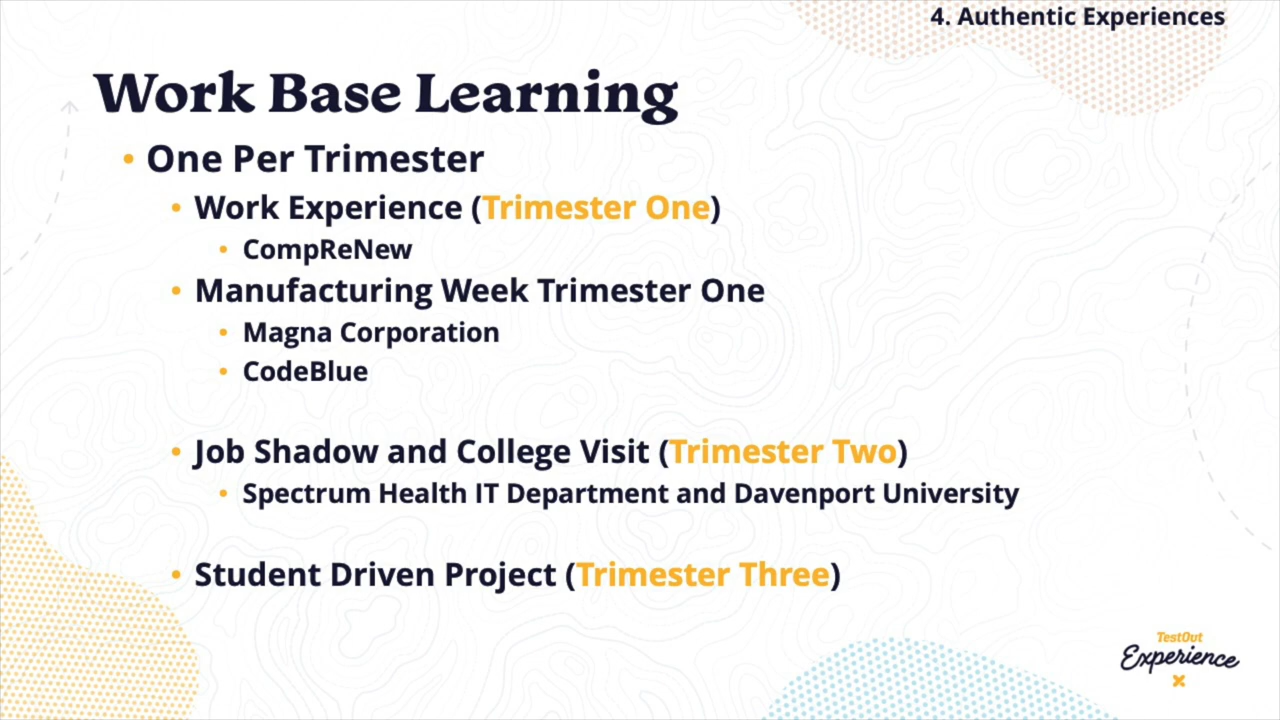 4. Authentic Experiences
Work Base Learning
• One Per Trimester
• Work Experience (Trimester One)
• CompReNew
• Manufacturing Week Trimester One
• Magna Corporation
• CodeBlue
• Job Shadow and College Visit (Trimester Two)
• Spectrum Health IT Department and Davenport University
• Student Driven Project (Trimester Three)
TestOut
Experience